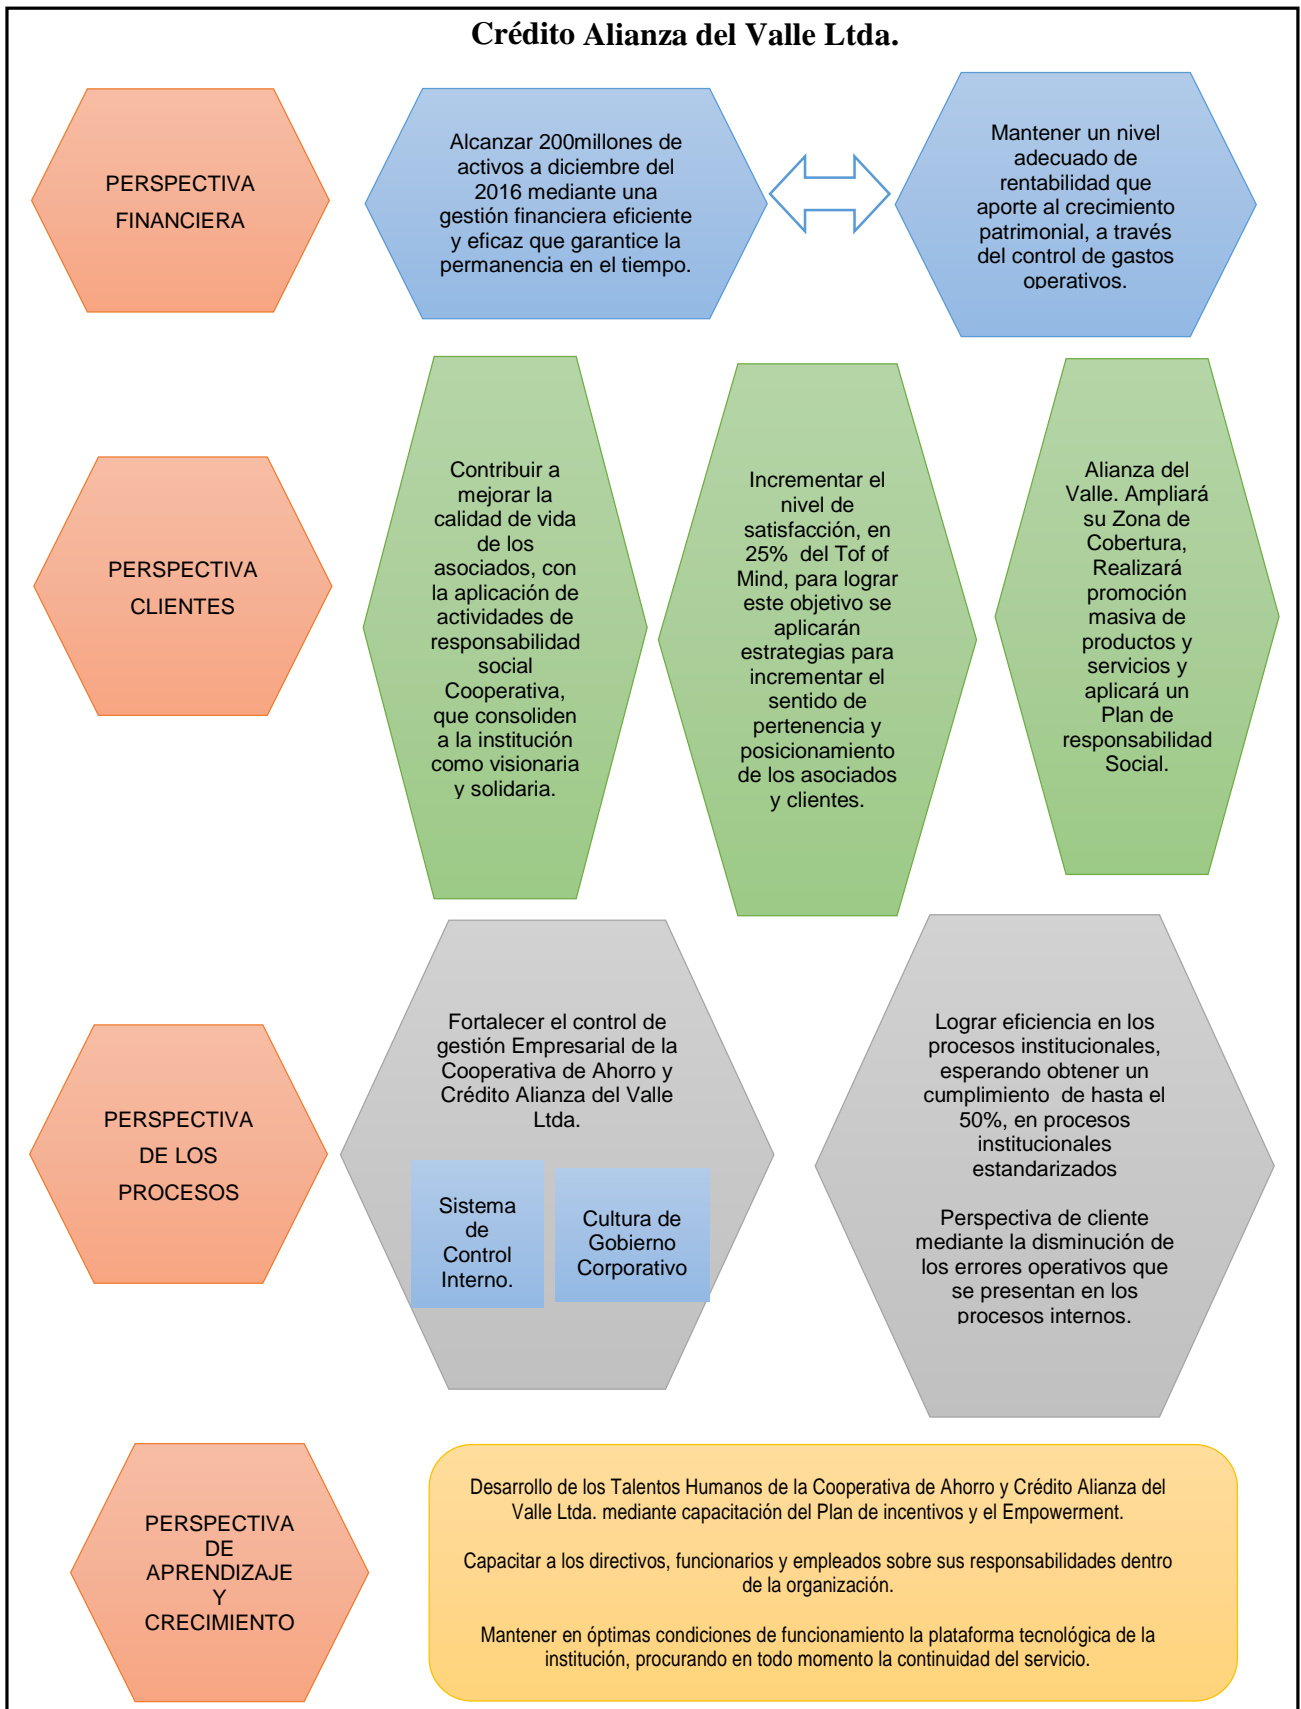 Crédito Alianza del Valle Ltda.
PERSPECTIVA
FINANCIERA
Alcanzar 200millones de
activos a diciembre del
2016 mediante una
gestión financiera eficiente
y eficaz que garantice la
permanencia en el tiempo.
Mantener un nivel
adecuado de
rentabilidad que
aporte al crecimiento
patrimonial, a través
del control de gastos
operativos.
PERSPECTIVA
CLIENTES
Contribuir a
mejorar la
calidad de vida
de los
asociados, con
la aplicación de
actividades de
responsabilidad
social
Cooperativa,
que consoliden
a la institución
como visionaria
y solidaria.
Incrementar el
nivel de
satisfacción, en
25%  del Tof of
Mind, para lograr
este objetivo se
aplicarán
estrategias para
incrementar el
sentido de
pertenencia y
posicionamiento
de los asociados
y clientes.
Alianza del
Valle. Ampliará
su Zona de
Cobertura,
Realizará
promoción
masiva de
productos y
servicios y
aplicará un
Plan de
responsabilidad
Social.
PERSPECTIVA
DE LOS
PROCESOS
Fortalecer el control de
gestión Empresarial de la
Cooperativa de Ahorro y
Crédito Alianza del Valle
Ltda.
Sistema
de
Control
Interno.
Cultura de
Gobierno
Corporativo
Lograr eficiencia en los
procesos institucionales,
esperando obtener un
cumplimiento  de hasta el
50%, en procesos
institucionales
estandarizados
Perspectiva de cliente
mediante la disminución de
los errores operativos que
se presentan en los
procesos internos.
PERSPECTIVA
DE
APRENDIZAJE
Y
CRECIMIENTO
Desarrollo de los Talentos Humanos de la Cooperativa de Ahorro y Crédito Alianza del
Valle Ltda. mediante capacitación del Plan de incentivos y el Empowerment.
Capacitar a los directivos, funcionarios y empleados sobre sus responsabilidades dentro
de la organización.
Mantener en óptimas condiciones de funcionamiento la plataforma tecnológica de la
institución, procurando en todo momento la continuidad del servicio.